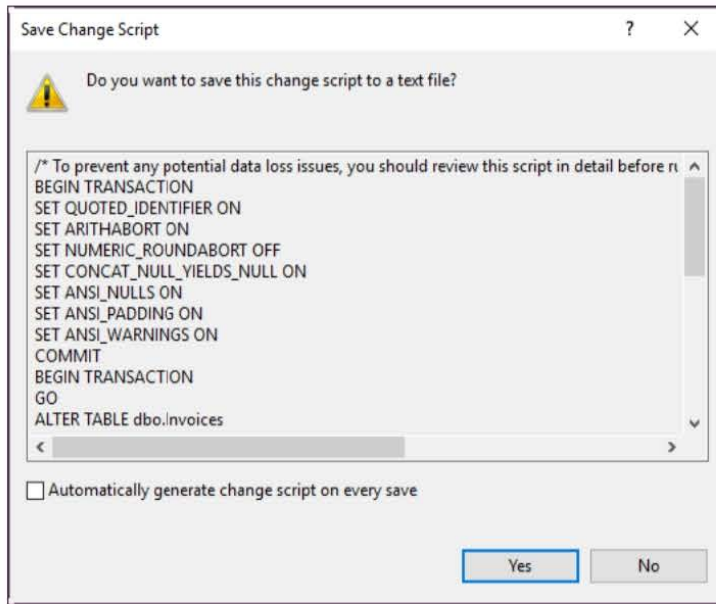 Save Change Script
Do you want to save this change script to a text file?
/* To prevent any potential data loss issues, you should review this script in detail before ru
BEGIN TRANSACTION
SET QUOTED_IDENTIFIER ON
SET ARITHABORT ON
SET NUMERIC_ROUNDABORT OFF
SET CONCAT_NULL_YIELDS_NULL ON
SET ANSI_NULLS ON
SET ANSI_PADDING ON
SET ANSI_WARNINGS ON
COMMIT
BEGIN TRANSACTION
GO
ALTER TABLE dbo.Invoices
Automatically generate change script on every save
Yes No